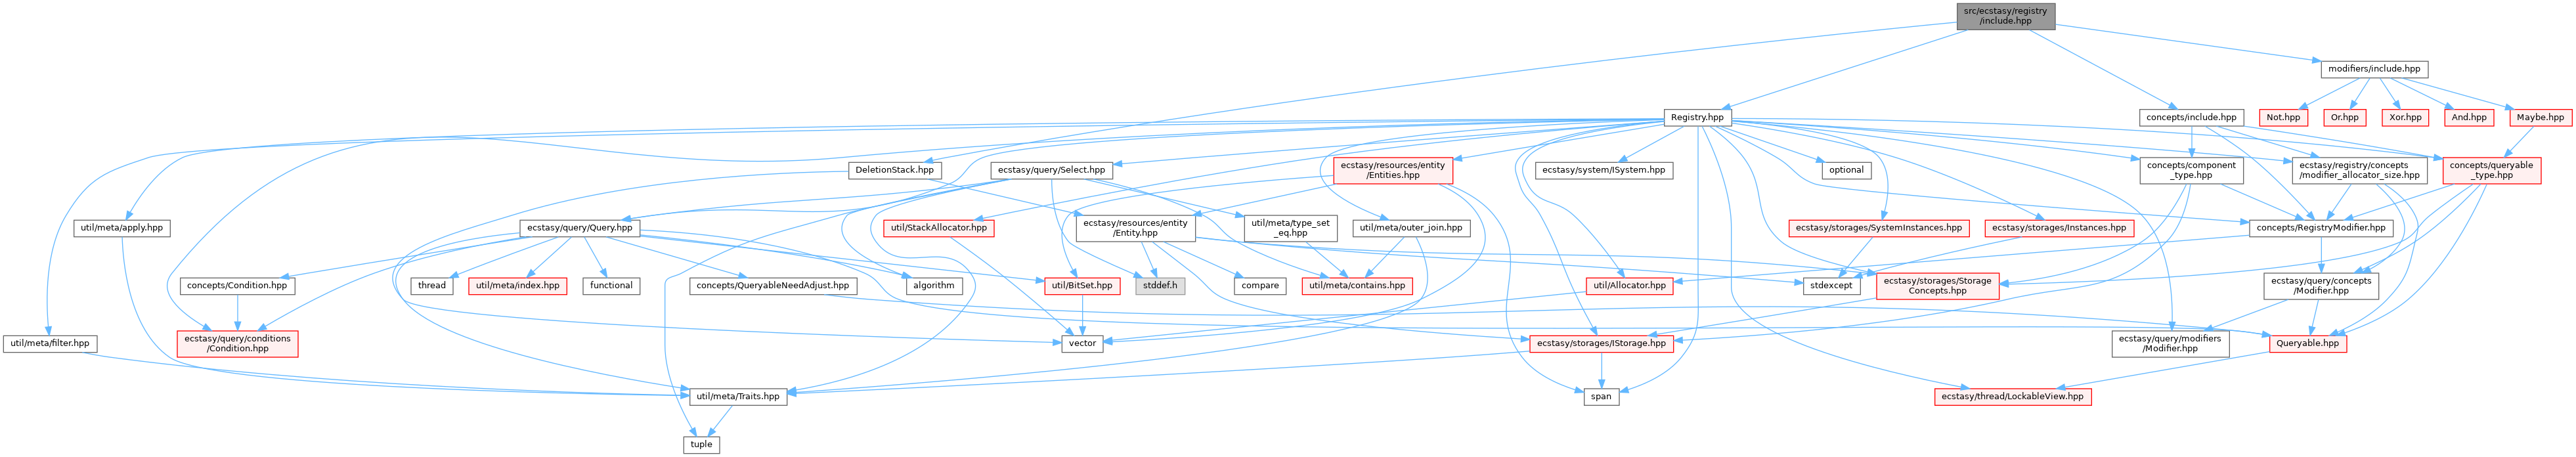 src/ecstasy/registry
/include.hpp
modifiers/include.hpp
Registry.hpp
concepts/include.hpp
Not.hpp
Or.hpp
Xor.hpp
And.hpp
Maybe.hpp
DeletionStack.hpp
ecstasy/query/Select.hpp
ecstasy/resources/entity
/Entities.hpp
ecstasy/system/ISystem.hpp
optional
concepts/component
_type.hpp
ecstasy/registry/concepts
/modifier_allocator_size.hpp
concepts/queryable
_type.hpp
util/meta/apply.hpp
ecstasy/query/Query.hpp
util/StackAllocator.hpp
ecstasy/resources/entity
/Entity.hpp
util/meta/type_set
_eq.hpp
util/meta/outer_join.hpp
ecstasy/storages/SystemInstances.hpp
ecstasy/storages/Instances.hpp
concepts/RegistryModifier.hpp
concepts/Condition.hpp
thread
util/meta/index.hpp
functional
concepts/QueryableNeedAdjust.hpp
algorithm
util/BitSet.hpp
stddef.h
compare
util/meta/contains.hpp
util/Allocator.hpp
stdexcept
ecstasy/storages/Storage
Concepts.hpp
ecstasy/query/concepts
/Modifier.hpp
util/meta/filter.hpp
ecstasy/query/conditions
/Condition.hpp
vector
ecstasy/storages/IStorage.hpp
ecstasy/query/modifiers
/Modifier.hpp
Queryable.hpp
util/meta/Traits.hpp
span
ecstasy/thread/LockableView.hpp
tuple